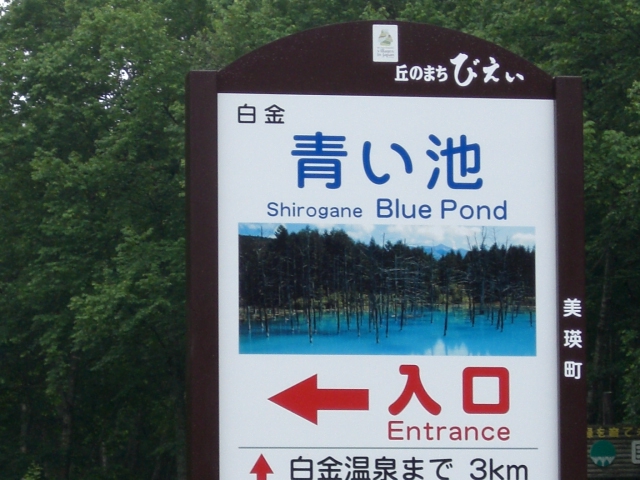 丘のまちびえい
白金
青い池
Shirogane Blue Pond
入口
Entrance
白金温泉まで 3km
美瑛町